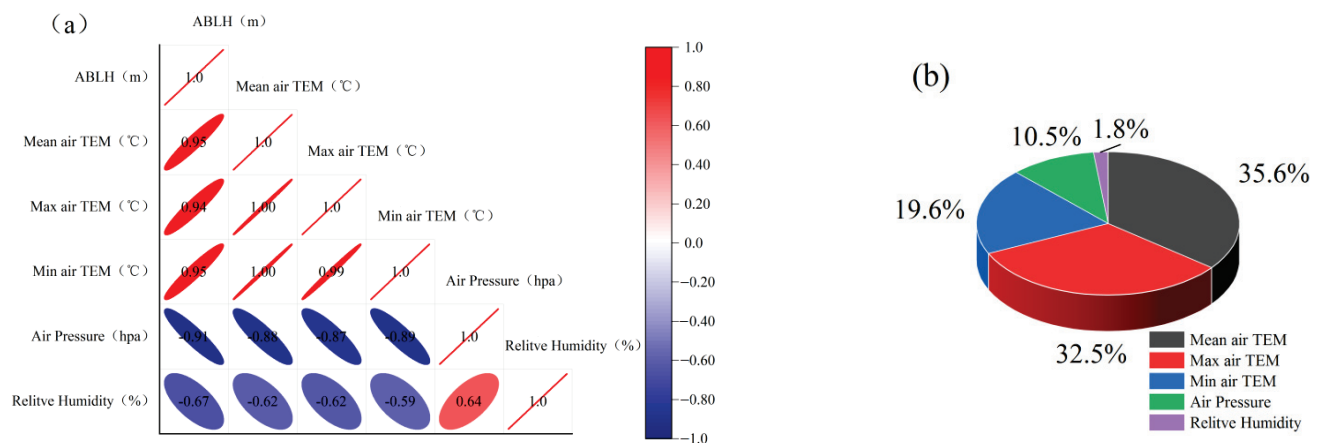 (a)
ABLH（m）
ABLH（m）
1.0
Mean air TEM（℃）
Mean air TEM（℃）
0.95
1.0
Max air TEM（℃）
Max air TEM（℃）
0.94
1.00
1.0
Min air TEM（℃）
Min air TEM（℃）
0.95
1.00
0.99
1.0
Air Pressure（hpa）
Air Pressure（hpa）
-0.91
-0.88
-0.87
-0.89
1.0
Relitve Humidity（%）
Relitve Humidity（%）
-0.67
-0.62
-0.62
-0.59
0.64
1.0
1.0
0.80
0.60
0.40
0.20
0.0
−0.20
−0.40
−0.60
−0.80
−1.0
(b)
10.5%
1.8%
35.6%
19.6%
32.5%
Mean air TEM
Max air TEM
Min air TEM
Air Pressure
Relitve Humidity